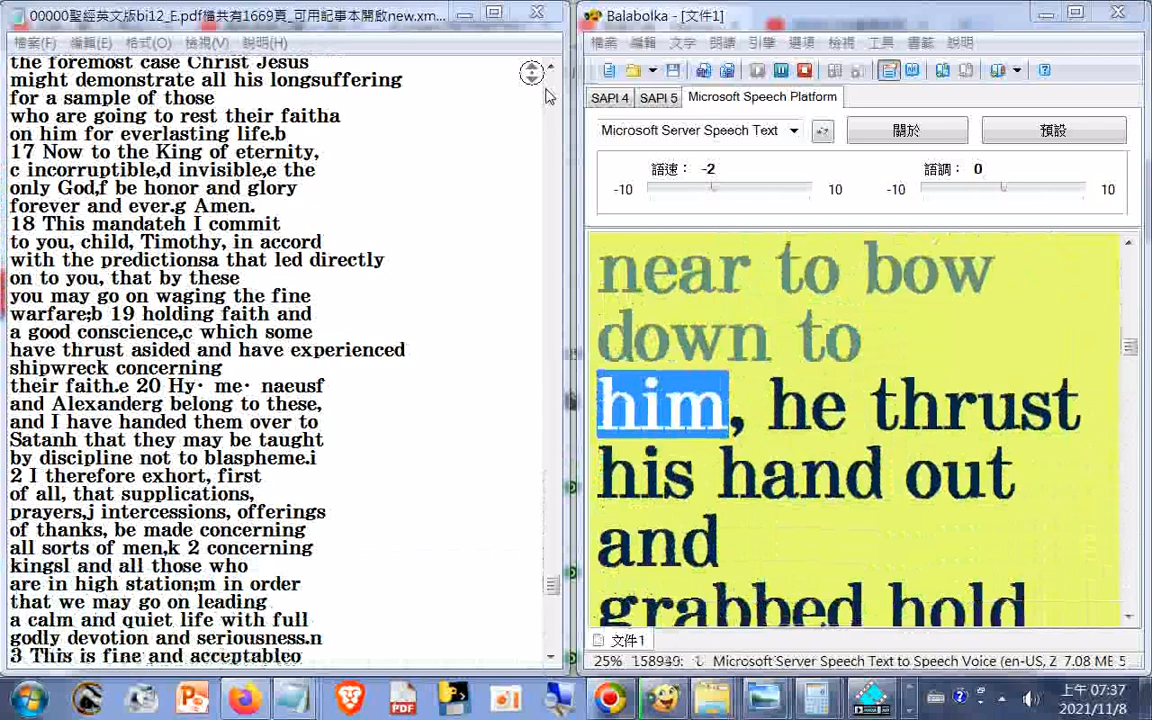 00000聖經英文版bi12_E.pdf檔共有1669頁_可用記事本開啟new.xm...
檔案(F) 編輯(E) 格式(O) 檢視(V) 說明(H)
the foremost case Christ Jesus
might demonstrate all his longsuffering
for a sample of those
who are going to rest their faitha
on him for everlasting life.b
17 Now to the King of eternity,
c incorruptible,d invisible,e the
only God,f be honor and glory
forever and ever.g Amen.
18 This mandateh I commit
to you, child, Timothy, in accord
with the predictionsa that led directly
on to you, that by these
you may go on waging the fine
warfare;b 19 holding faith and
a good conscience,c which some
have thrust asided and have experienced
shipwreck concerning
their faith.e 20 Hy· me· naeusf
and Alexanderg belong to these,
and I have handed them over to
Satanh that they may be taught
by discipline not to blaspheme.i
2 I therefore exhort, first
of all, that supplications,
prayers,j intercessions, offerings
of thanks, be made concerning
all sorts of men,k 2 concerning
kingsl and all those who
are in high station;m in order
that we may go on leading
a calm and quiet life with full
godly devotion and seriousness.n
3 This is fine and acceptableo
Balabolka - [文件1]
檔案 編輯 文字 朗讀 引擎 選項 檢視 工具 書籤 說明
SAPI 4 SAPI 5 Microsoft Speech Platform
Microsoft Server Speech Text 關於 預設
語速: -2 語調: 0
-10 10 -10 10
near to bow
down to
him, he thrust
his hand out
and
grabbed hold
文件1
25% Microsoft Server Speech Text to Speech Voice (en-US, Z 7.08 MB 5
PDF
上午 07:37
2021/11/8